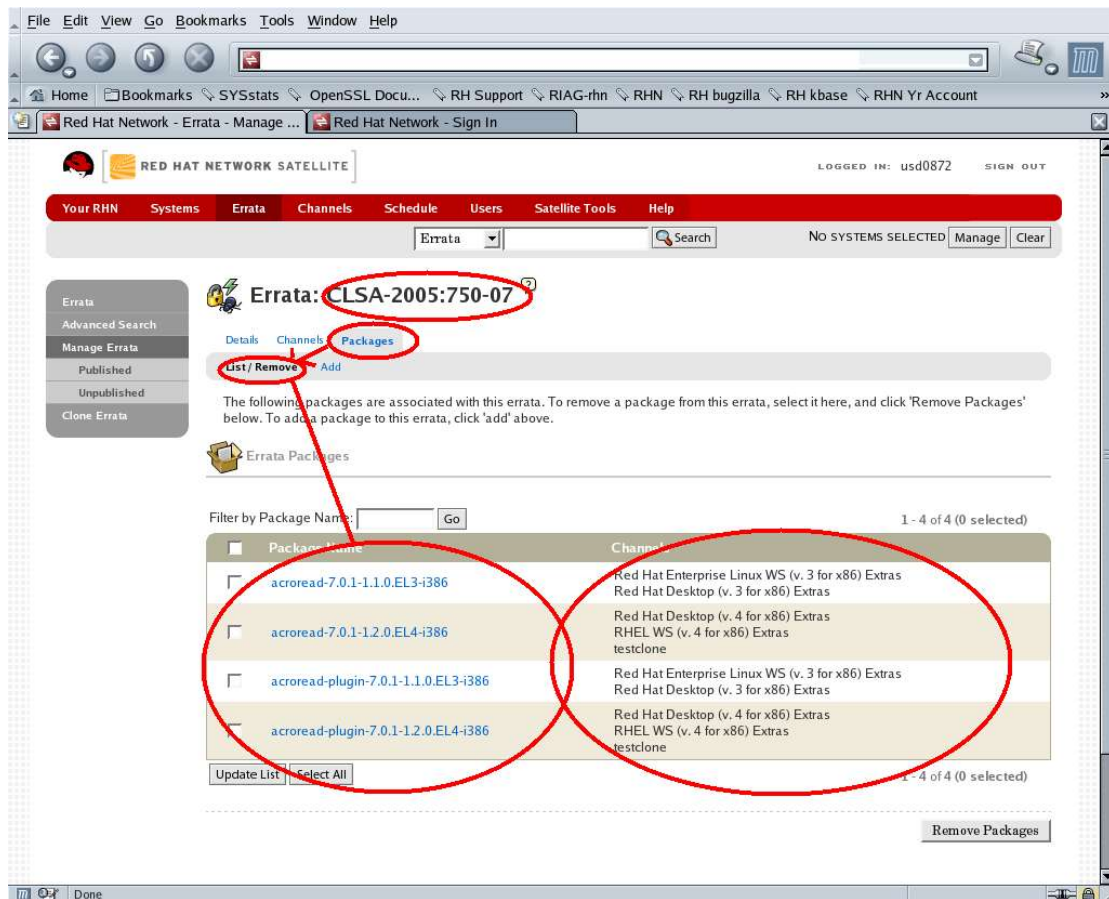 File Edit View Go Bookmarks Tools Window Help
Home Bookmarks SYSstats OpenSSL Docu... RH Support RIAG-rhn RHN RH bugzilla RH kbase RHN Yr Account »
Red Hat Network - Errata - Manage ... Red Hat Network - Sign In
RED HAT NETWORK SATELLITE LOGGED IN: usd0872 SIGN OUT
Your RHN Systems Errata Channels Schedule Users Satellite Tools Help
Errata Search NO SYSTEMS SELECTED Manage Clear
Errata
Advanced Search
Manage Errata
Published
Unpublished
Clone Errata
Errata: CLSA-2005:750-07 ?
Details Channels Packages
List / Remove Add
The following packages are associated with this errata. To remove a package from this errata, select it here, and click 'Remove Packages'
below. To add a package to this errata, click 'add' above.
Errata Packages
Filter by Package Name: Go 1 - 4 of 4 (0 selected)
Package Name Channels
acroread-7.0.1-1.1.0.EL3-i386 Red Hat Enterprise Linux WS (v. 3 for x86) Extras
Red Hat Desktop (v. 3 for x86) Extras
acroread-7.0.1-1.2.0.EL4-i386 Red Hat Desktop (v. 4 for x86) Extras
RHEL WS (v. 4 for x86) Extras
testclone
acroread-plugin-7.0.1-1.1.0.EL3-i386 Red Hat Enterprise Linux WS (v. 3 for x86) Extras
Red Hat Desktop (v. 3 for x86) Extras
acroread-plugin-7.0.1-1.2.0.EL4-i386 Red Hat Desktop (v. 4 for x86) Extras
RHEL WS (v. 4 for x86) Extras
testclone
Update List Select All 1 - 4 of 4 (0 selected)
Remove Packages
Done